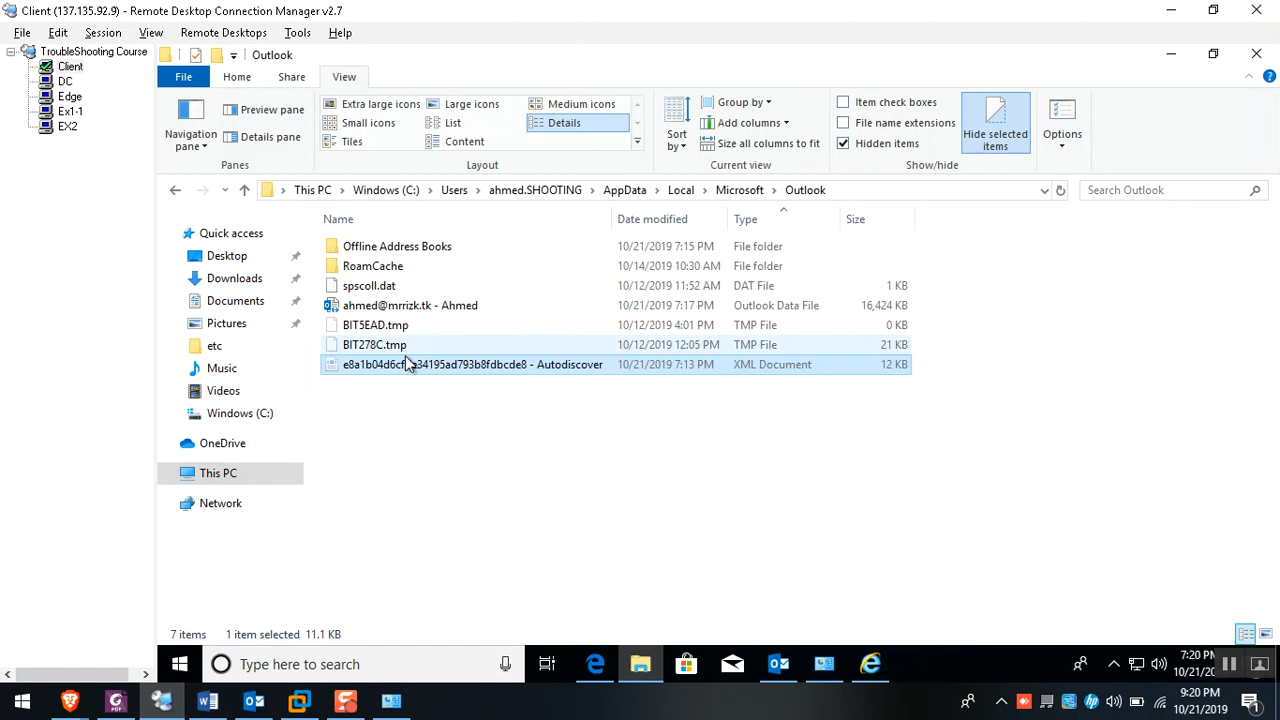 Client (137.135.92.9) - Remote Desktop Connection Manager v2.7
File Edit Session View Remote Desktops Tools Help
TroubleShooting Course
Client
DC
Edge
Ex1-1
EX2
Outlook
File Home Share View
Navigation pane
Preview pane
Details pane
Panes
Extra large icons Large icons Medium icons
Small icons List Details
Tiles Content
Layout
Sort by
Group by
Add columns
Size all columns to fit
Current view
Item check boxes
File name extensions
Hidden items
Hide selected items
Show/hide
Options
This PC Windows (C:) Users ahmed.SHOOTING AppData Local Microsoft Outlook
Search Outlook
Quick access
Desktop
Downloads
Documents
Pictures
etc
Music
Videos
Windows (C:)
OneDrive
This PC
Network
Name Date modified Type Size
Offline Address Books 10/21/2019 7:15 PM File folder
RoamCache 10/14/2019 10:30 AM File folder
spscoll.dat 10/12/2019 11:52 AM DAT File 1 KB
ahmed@mrrizk.tk - Ahmed 10/21/2019 7:17 PM Outlook Data File 16,424 KB
BIT5EAD.tmp 10/12/2019 4:01 PM TMP File 0 KB
BIT278C.tmp 10/12/2019 12:05 PM TMP File 21 KB
- Autodiscover 10/21/2019 7:13 PM XML Document 12 KB
7 items 1 item selected 11.1 KB
Type here to search
7:20 PM
10/21/20
9:20 PM
10/21/2019